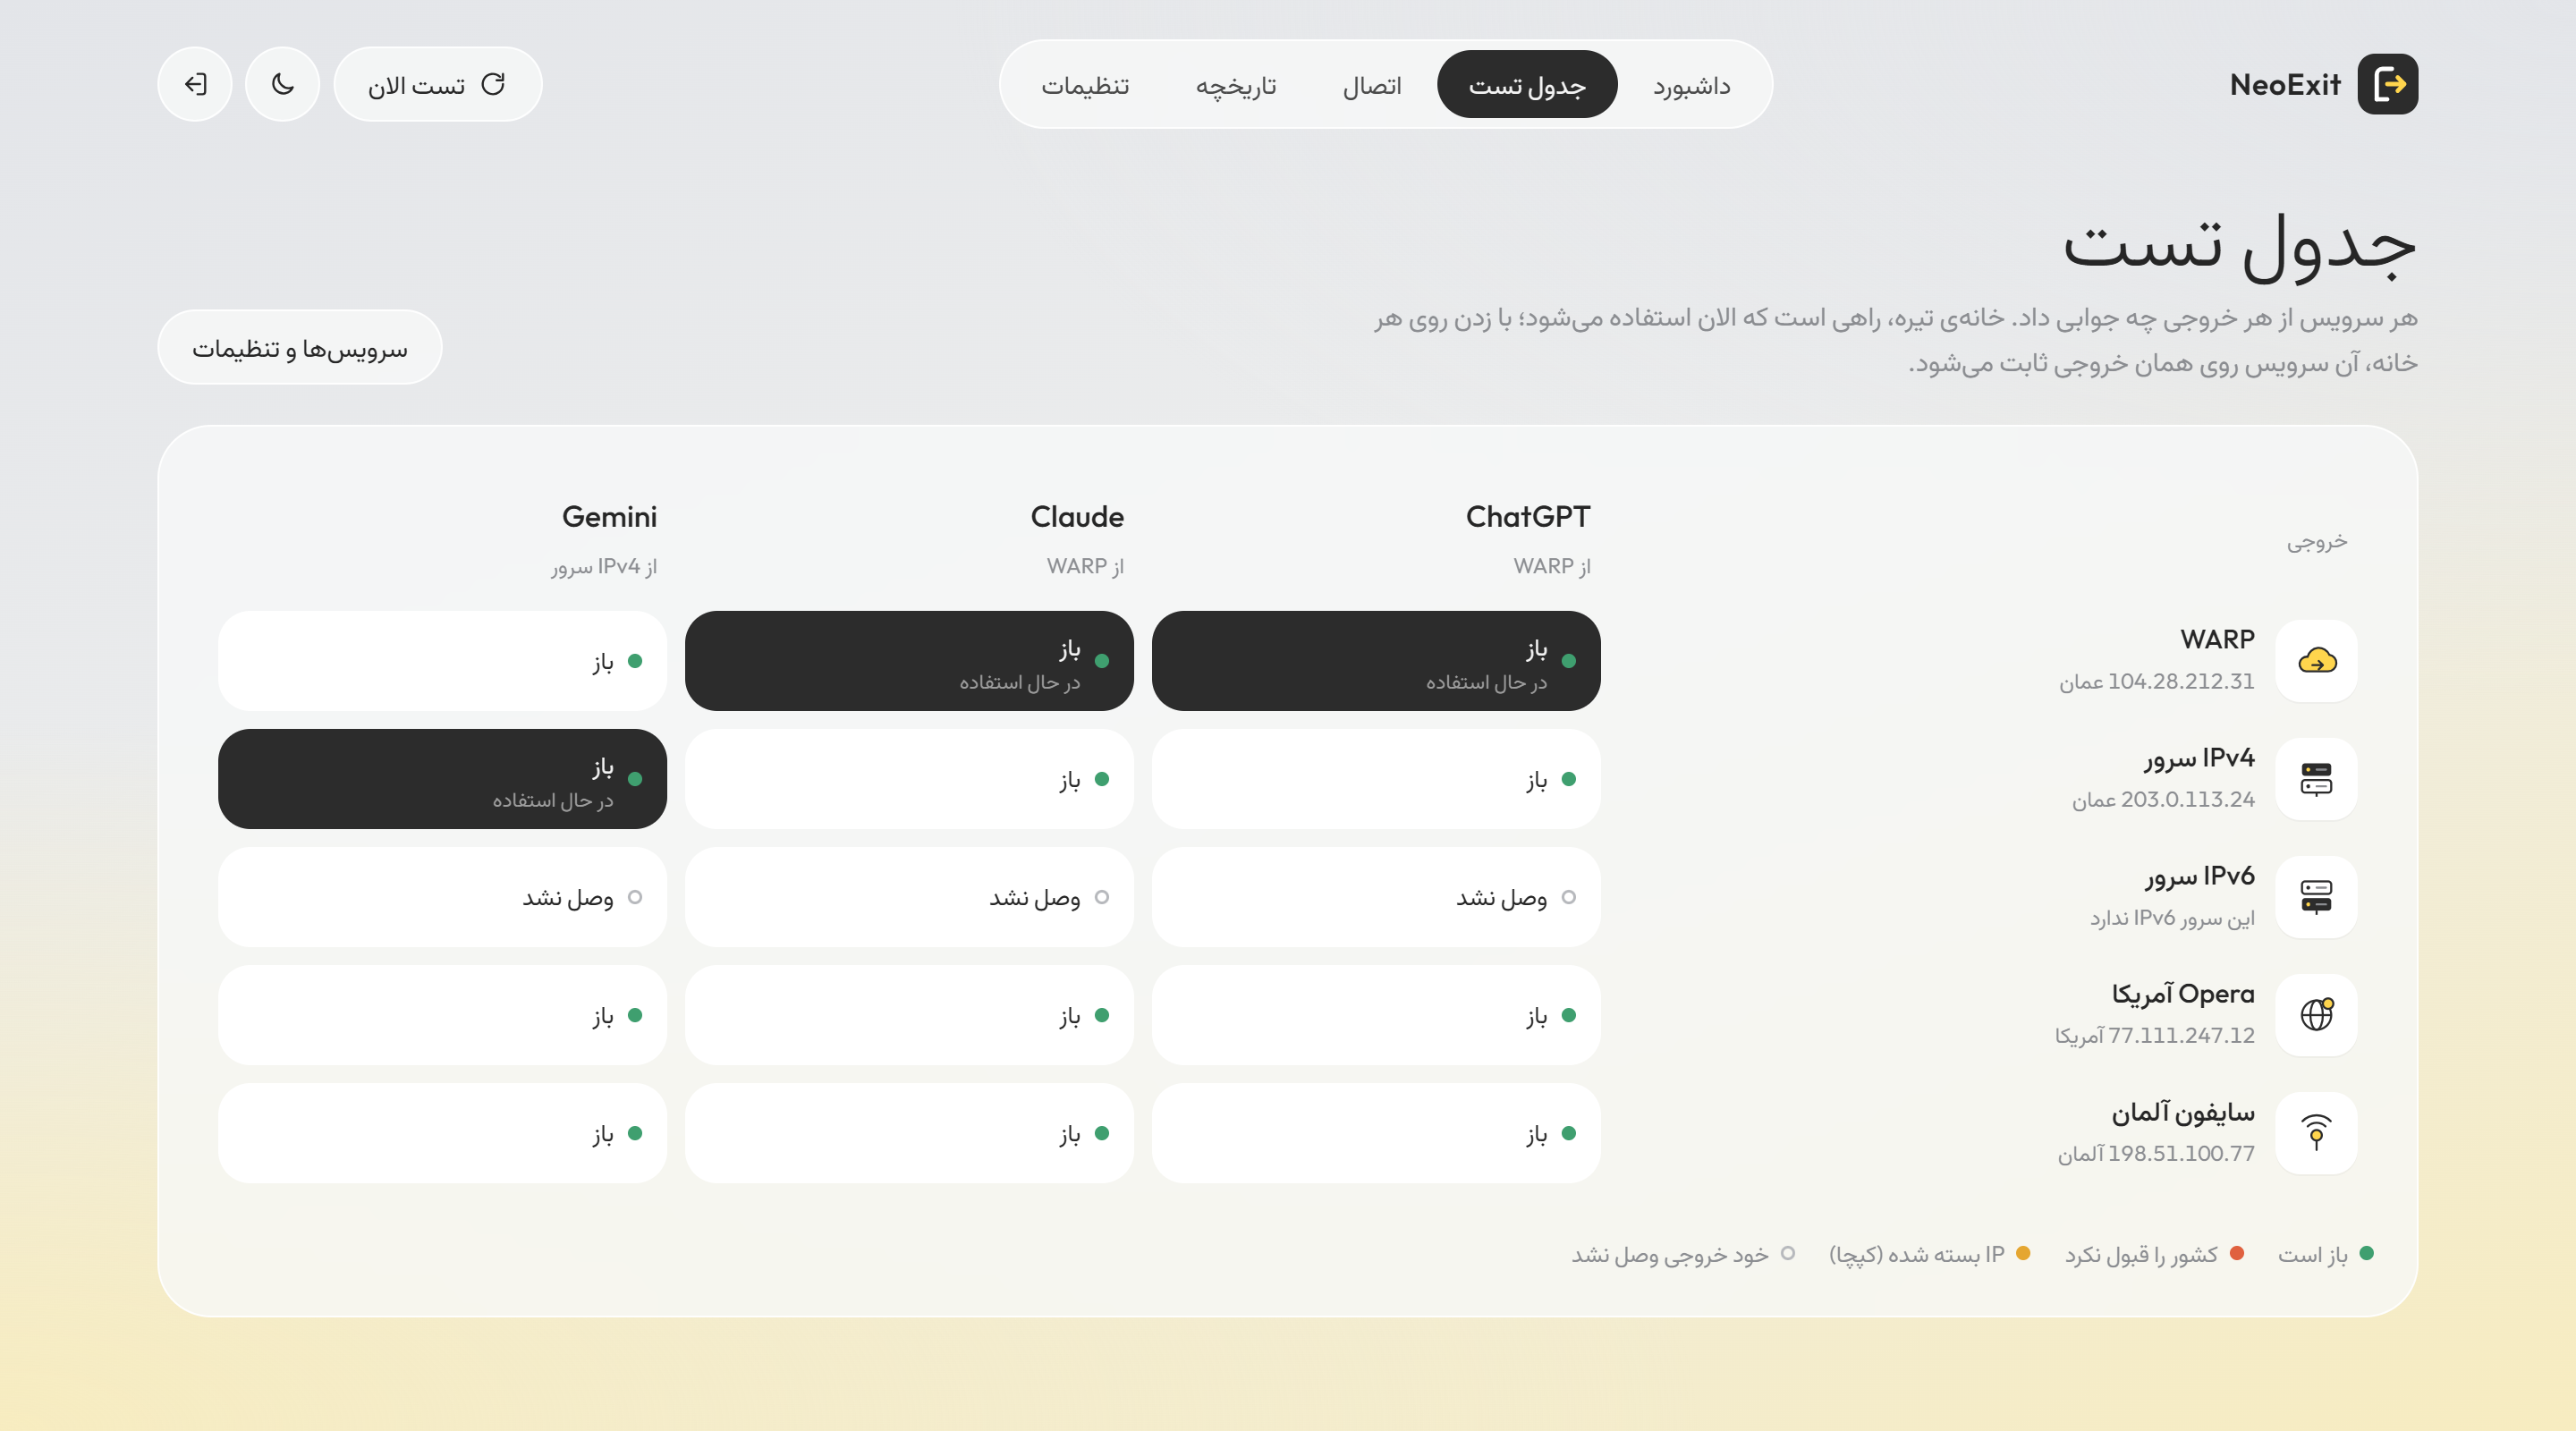 NeoExit
داشبورد
جدول تست
اتصال
تاریخچه
تنظیمات
تست الان
جدول تست
هر سرویس از هر خروجی چه جوابی داد. خانه‌ی تیره، راهی است که الان استفاده می‌شود؛ با زدن روی هر
خانه، آن سرویس روی همان خروجی ثابت می‌شود.
سرویس‌ها و تنظیمات
خروجی
ChatGPT
از WARP
Claude
از WARP
Gemini
از IPv4 سرور
WARP
104.28.212.31 عمان
باز
در حال استفاده
باز
در حال استفاده
باز
IPv4 سرور
203.0.113.24 عمان
باز
باز
باز
در حال استفاده
IPv6 سرور
این سرور IPv6 ندارد
وصل نشد
وصل نشد
وصل نشد
Opera آمریکا
77.111.247.12 آمریکا
باز
باز
باز
سایفون آلمان
198.51.100.77 آلمان
باز
باز
باز
باز است
کشور را قبول نکرد
IP بسته شده (کپچا)
خود خروجی وصل نشد